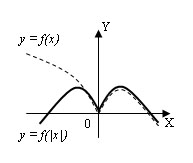 Y
y = f(x)
X
0
y = f(|x|)